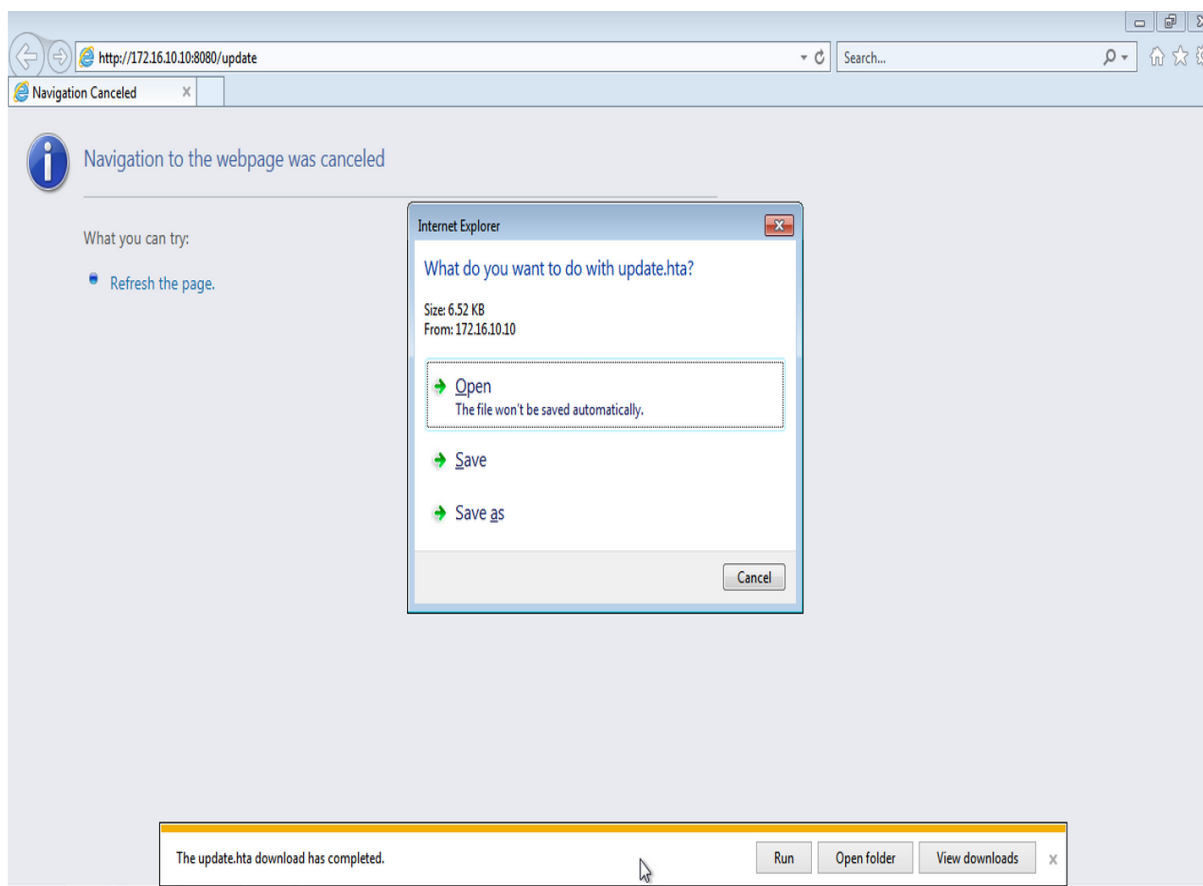 http://172.16.10.10:8080/update
Search...
Navigation Canceled
Navigation to the webpage was canceled
What you can try:
Refresh the page.
Internet Explorer
What do you want to do with update.hta?
Size: 6.52 KB
From: 172.16.10.10
Open
The file won't be saved automatically.
Save
Save as
Cancel
The update.hta download has completed.
Run
Open folder
View downloads